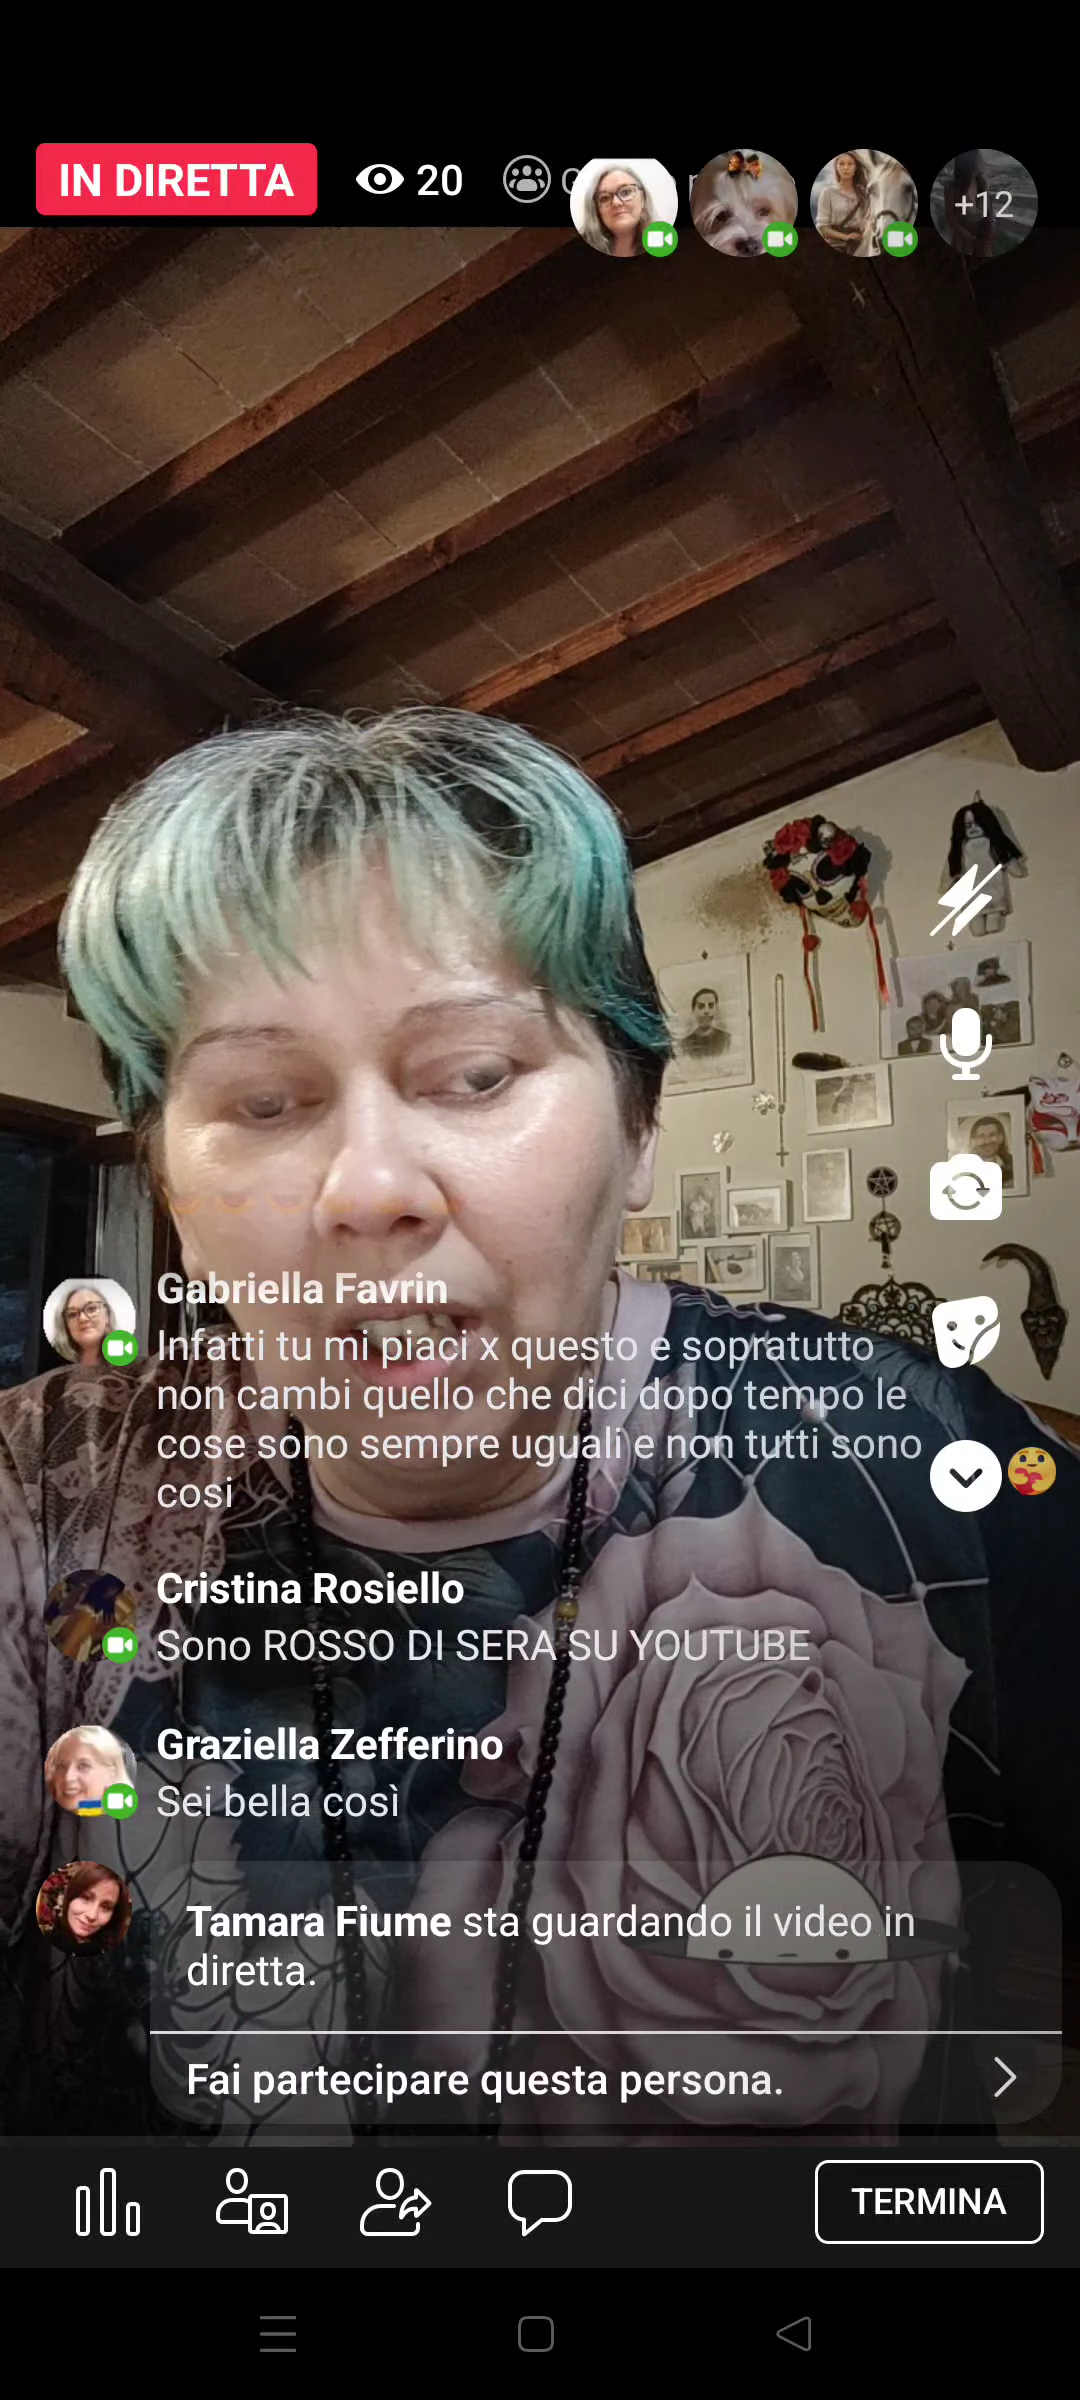 IN DIRETTA
20
+12
Gabriella Favrin
Infatti tu mi piaci x questo e sopratutto
non cambi quello che dici dopo tempo le
cose sono sempre uguali e non tutti sono
cosi
Cristina Rosiello
Sono ROSSO DI SERA SU YOUTUBE
Graziella Zefferino
Sei bella così
Tamara Fiume sta guardando il video in
diretta.
Fai partecipare questa persona.
TERMINA